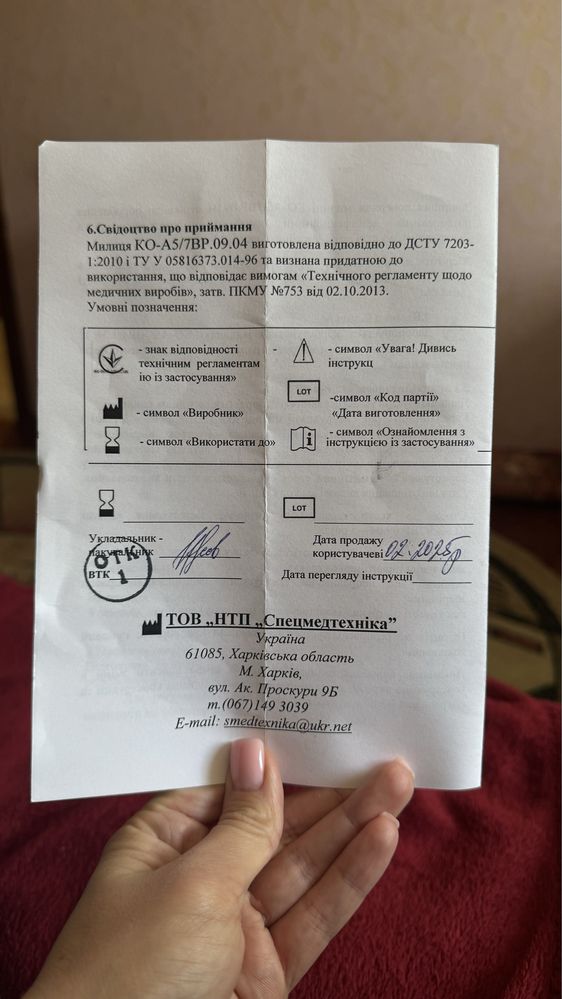 6.Свідоцтво про приймання
Милиця КО-А5/7ВР.09.04 виготовлена відповідно до ДСТУ 7203-
1:2010 і ТУ У 05816373.014-96 та визнана придатною до
використання, що відповідає вимогам «Технічного регламенту щодо
медичних виробів», затв. ПКМУ №753 від 02.10.2013.
Умовні позначення:
- знак відповідності
технічним регламентам
ію із застосування»
-
- символ «Увага! Дивись
інструкц
LOT
-символ «Код партії»
«Дата виготовлення»
- символ «Виробник»
- символ «Використати до»
- символ «Ознайомлення з
інструкцією із застосування»
LOT
Укладальник -
пакувальник
ВТК
ОТК
1
Дата продажу
користувачеві 02.2025р
Дата перегляду інструкції
ТОВ „НТП „Спецмедтехніка”
Україна
61085, Харківська область
М. Харків,
вул. Ак. Проскури 9Б
т.(067)149 3039
E-mail: smedtexnika@ukr.net